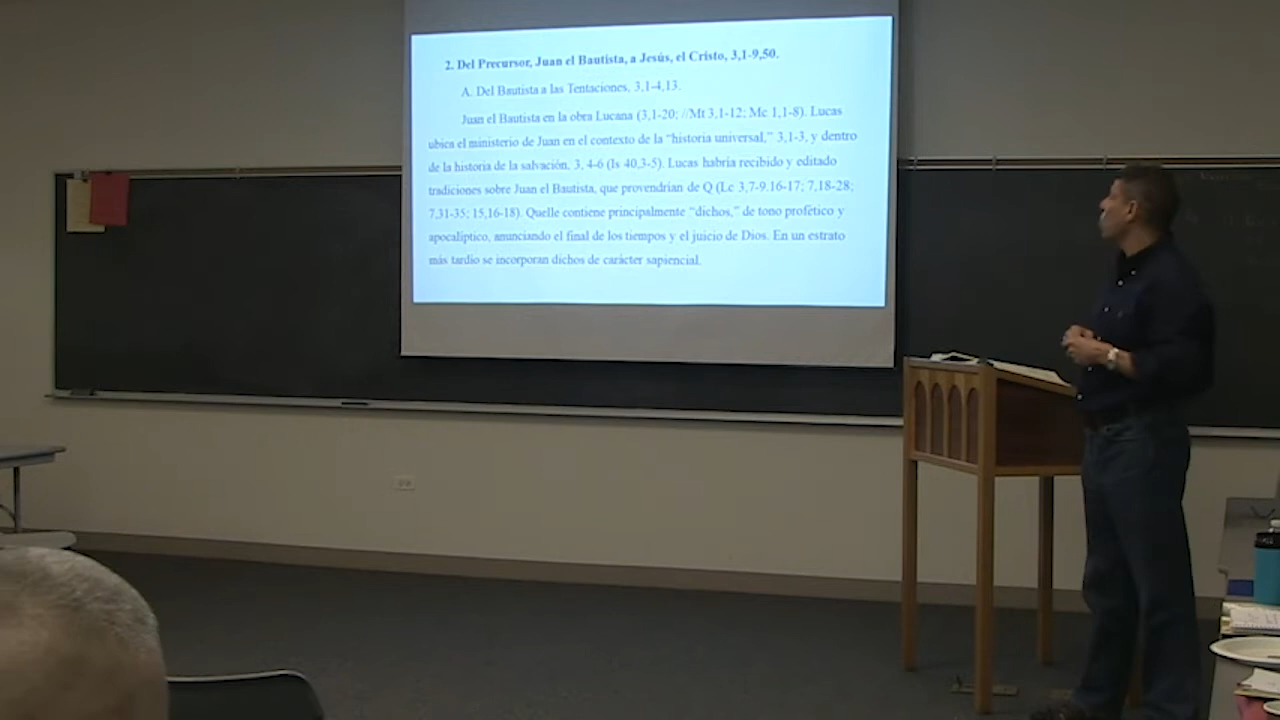 2. Del Precursor, Juan el Bautista, a Jesús, el Cristo, 3,1-9,50.
A. Del Bautista a las Tentaciones, 3,1-4,13.
Juan el Bautista en la obra Lucana (3,1-20; //Mt 3,1-12; Mc 1,1-8). Lucas
ubica el ministerio de Juan en el contexto de la “historia universal,” 3,1-3, y dentro
de la historia de la salvación, 3, 4-6 (Is 40,3-5). Lucas habría recibido y editado
tradiciones sobre Juan el Bautista, que provendrían de Q (Lc 3,7-9.16-17; 7,18-28;
7,31-35; 15,16-18). Quelle contiene principalmente “dichos,” de tono profético y
apocalíptico, anunciando el final de los tiempos y el juicio de Dios. En un estrato
más tardío se incorporan dichos de carácter sapiencial.